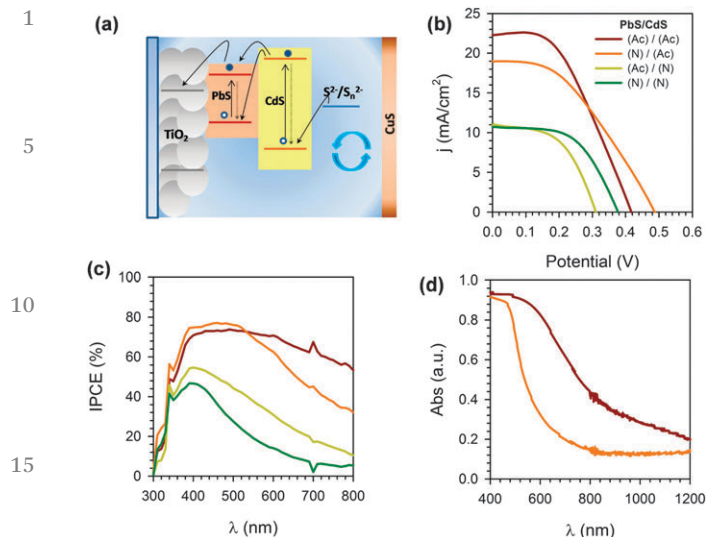 1
5
10
15
(a)
PbS
CdS
S²⁻/Sₙ²⁻
TiO₂
CuS
(b)
PbS/CdS
(Ac) / (Ac)
(N) / (Ac)
(Ac) / (N)
(N) / (N)
j (mA/cm²)
25
20
15
10
5
0
0.0 0.1 0.2 0.3 0.4 0.5 0.6
Potential (V)
(c)
IPCE (%)
100
80
60
40
20
0
300 400 500 600 700 800
λ (nm)
(d)
Abs (a.u.)
1.0
0.8
0.6
0.4
0.2
0.0
400 600 800 1000 1200
λ (nm)